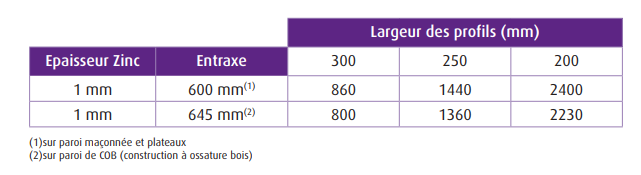 Largeur des profils (mm)
Epaisseur Zinc Entraxe 300 250 200
1 mm 600 mm(1) 860 1440 2400
1 mm 645 mm(2) 800 1360 2230
(1)sur paroi maçonnée et plateaux
(2)sur paroi de COB (construction à ossature bois)